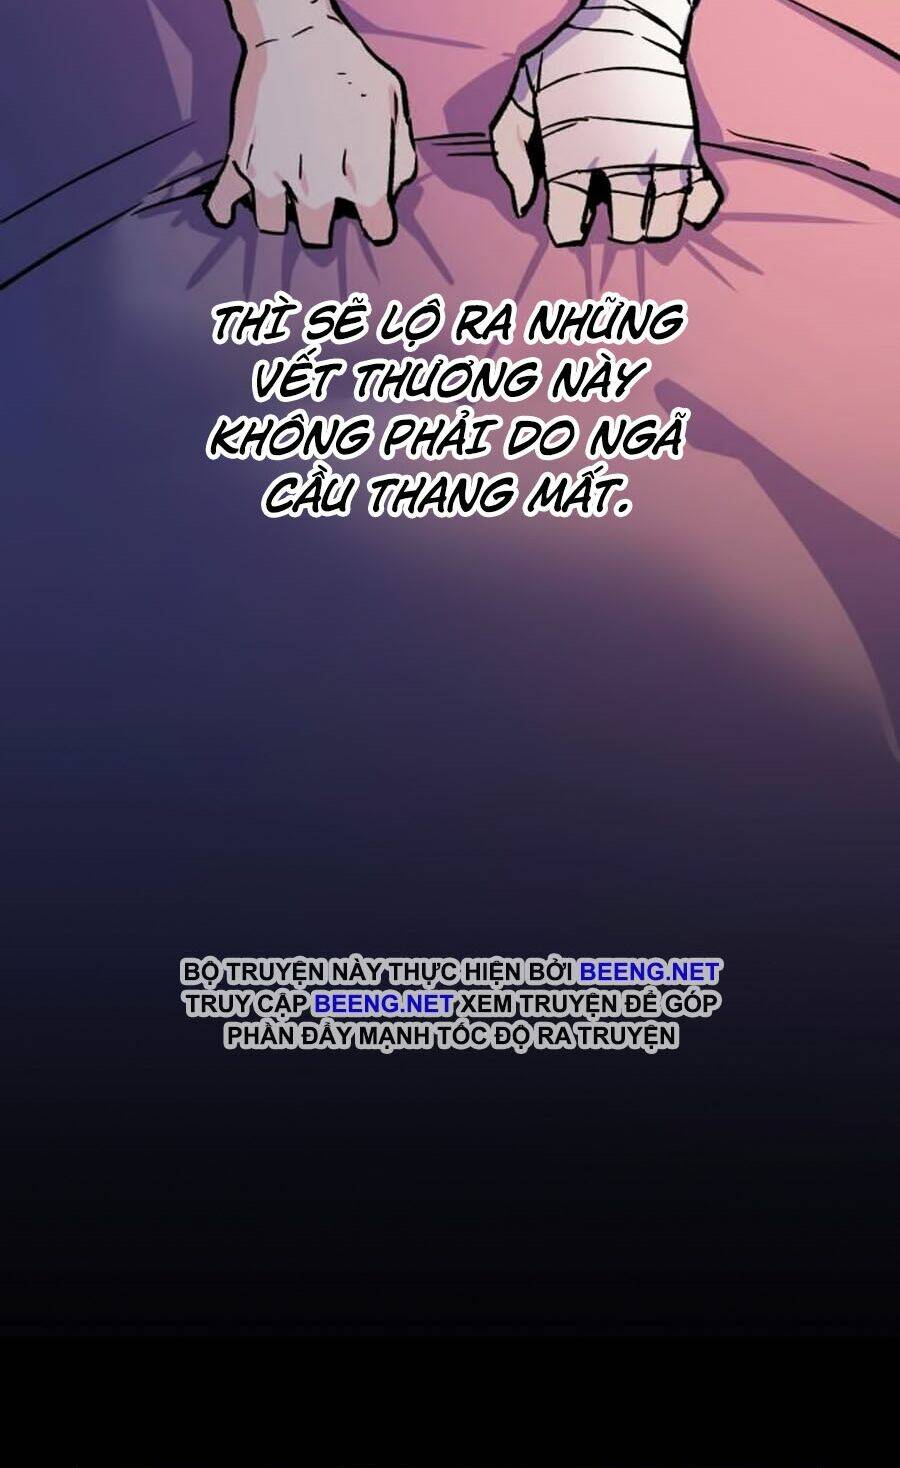 THÌ SẼ LỘ RA NHỮNG
VẾT THƯƠNG NÀY
KHÔNG PHẢI DO NGÃ
CẦU THANG MẤT.
BỘ TRUYỆN NÀY THỰC HIỆN BỞI BEENG.NET
TRUY CẬP BEENG.NET XEM TRUYỆN ĐỂ GÓP
PHẦN ĐẨY MẠNH TỐC ĐỘ RA TRUYỆN